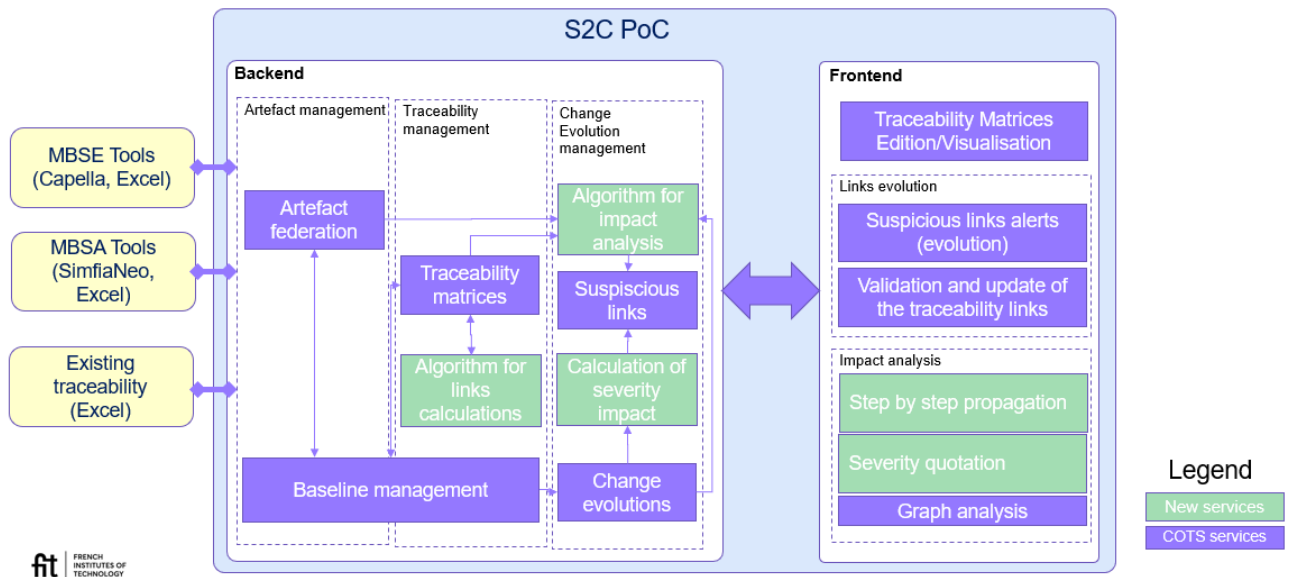 S2C PoC
MBSE Tools
(Capella, Excel)
MBSA Tools
(SimfiaNeo,
Excel)
Existing
traceability
(Excel)
Backend
Artefact management
Artefact
federation
Baseline management
Traceability
management
Traceability
matrices
Algorithm for
links
calculations
Change
Evolution
management
Algorithm for
impact
analysis
Suspiscious
links
Calculation of
severity
impact
Change
evolutions
Frontend
Traceability Matrices
Edition/Visualisation
Links evolution
Suspicious links alerts
(evolution)
Validation and update of
the traceability links
Impact analysis
Step by step propagation
Severity quotation
Graph analysis
Legend
New services
COTS services
fit
FRENCH
INSTITUTES OF
TECHNOLOGY